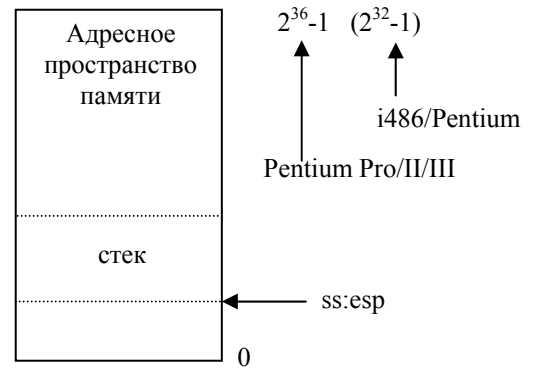 Адресное
пространство
памяти
2^36-1 (2^32-1)
i486/Pentium
Pentium Pro/II/III
стек
ss:esp
0